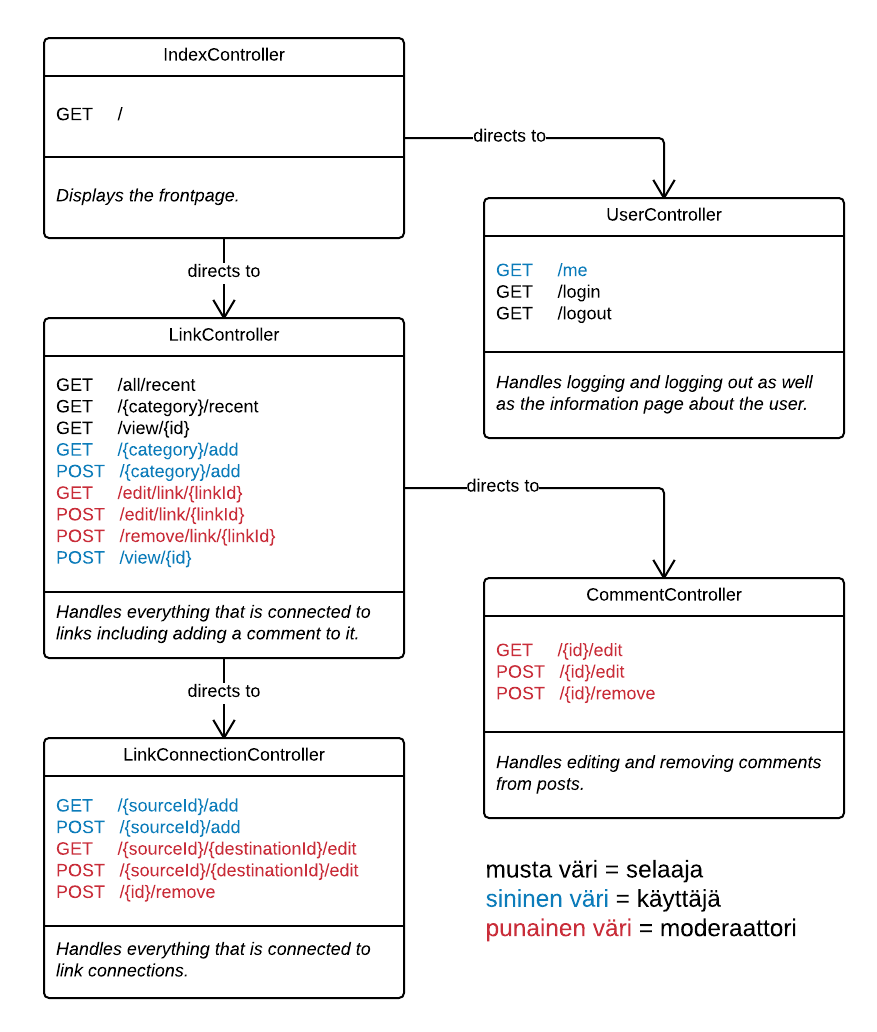 IndexController
GET /
Displays the frontpage.
directs to
directs to
UserController
GET /me
GET /login
GET /logout
Handles logging and logging out as well
as the information page about the user.
LinkController
GET /all/recent
GET /{category}/recent
GET /view/{id}
GET /{category}/add
POST /{category}/add
GET /edit/link/{linkId}
POST /edit/link/{linkId}
POST /remove/link/{linkId}
POST /view/{id}
Handles everything that is connected to
links including adding a comment to it.
directs to
directs to
CommentController
GET /{id}/edit
POST /{id}/edit
POST /{id}/remove
Handles editing and removing comments
from posts.
LinkConnectionController
GET /{sourceId}/add
POST /{sourceId}/add
GET /{sourceId}/{destinationId}/edit
POST /{sourceId}/{destinationId}/edit
POST /{id}/remove
Handles everything that is connected to
link connections.
musta väri = selaaja
sininen väri = käyttäjä
punainen väri = moderaattori